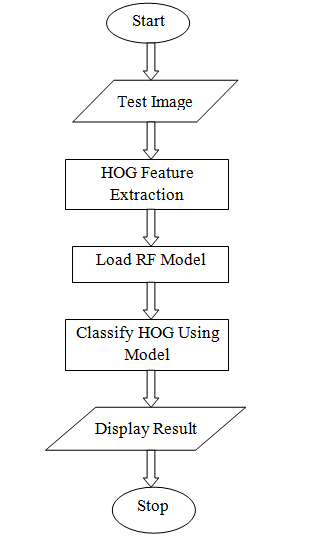 Start
Test Image
HOG Feature
Extraction
Load RF Model
Classify HOG Using
Model
Display Result
Stop